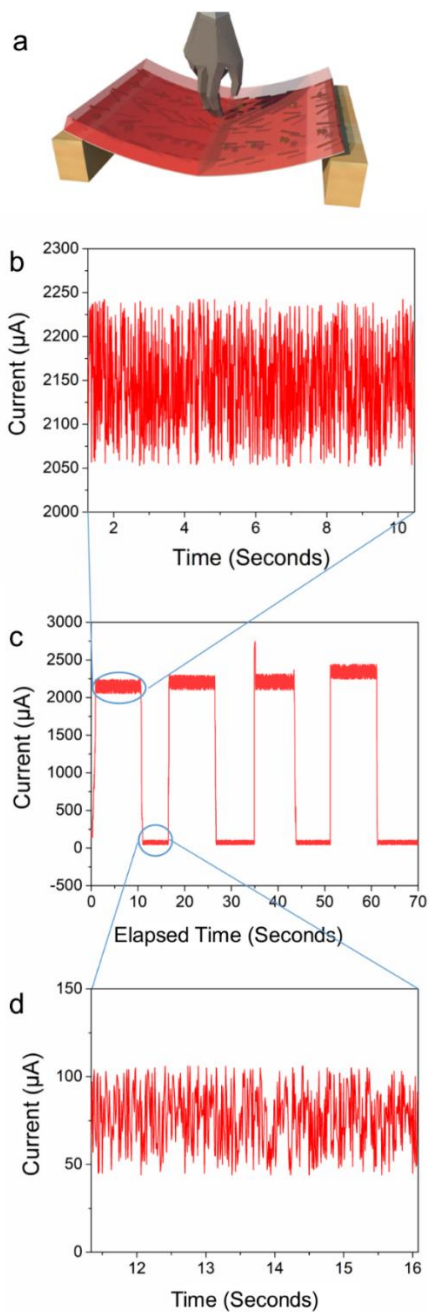 a
b
2300
2250
2200
2150
2100
2050
2000
Current (µA)
2 4 6 8 10
Time (Seconds)
c
3000
2500
2000
1500
1000
500
0
-500
Current (µA)
0 10 20 30 40 50 60 70
Elapsed Time (Seconds)
d
150
100
50
0
Current (µA)
12 13 14 15 16
Time (Seconds)